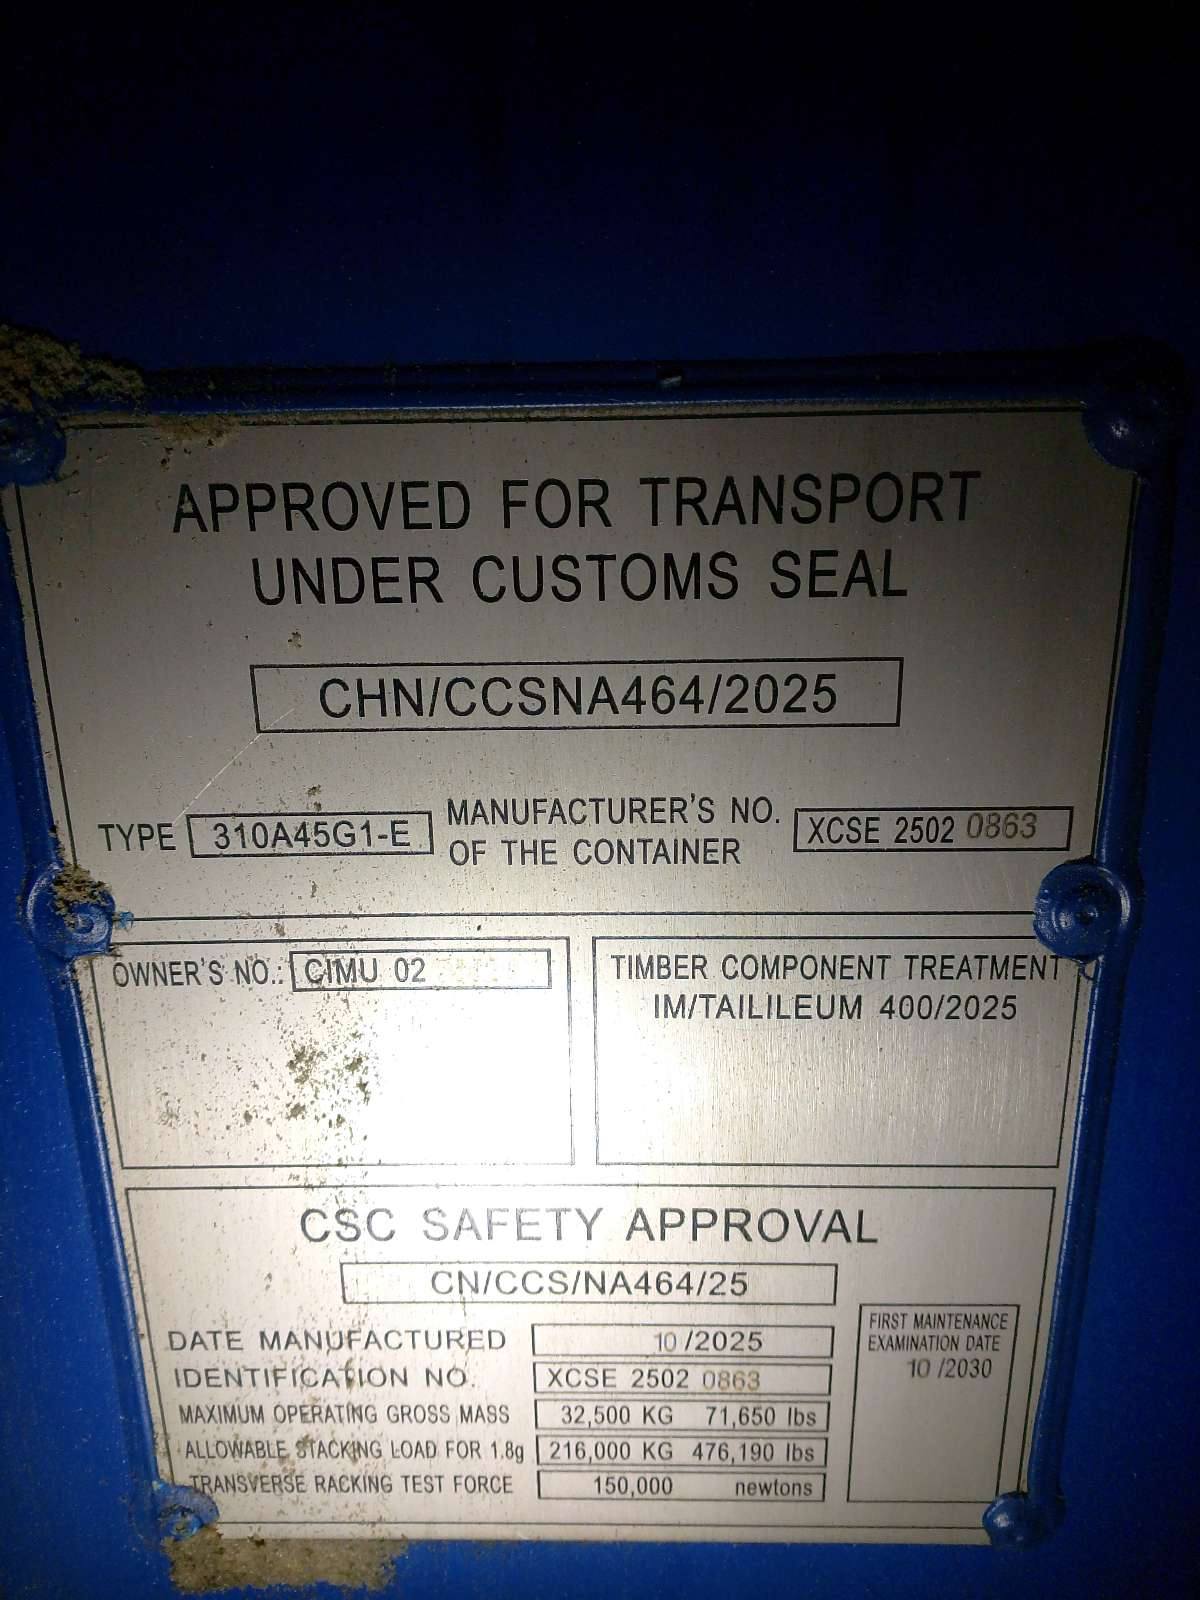 APPROVED FOR TRANSPORT
UNDER CUSTOMS SEAL
CHN/CCSNA464/2025
TYPE 310A45G1-E
MANUFACTURER'S NO.
OF THE CONTAINER
XCSE 2502 0863
OWNER'S NO.: CIMU 02
TIMBER COMPONENT TREATMENT
IM/TAILILEUM 400/2025
CSC SAFETY APPROVAL
CN/CCS/NA464/25
DATE MANUFACTURED 10/2025
IDENTIFICATION NO. XCSE 2502 0863
MAXIMUM OPERATING GROSS MASS 32,500 KG 71,650 lbs
ALLOWABLE STACKING LOAD FOR 1.8g 216,000 KG 476,190 lbs
TRANSVERSE RACKING TEST FORCE 150,000 newtons
FIRST MAINTENANCE
EXAMINATION DATE
10/2030